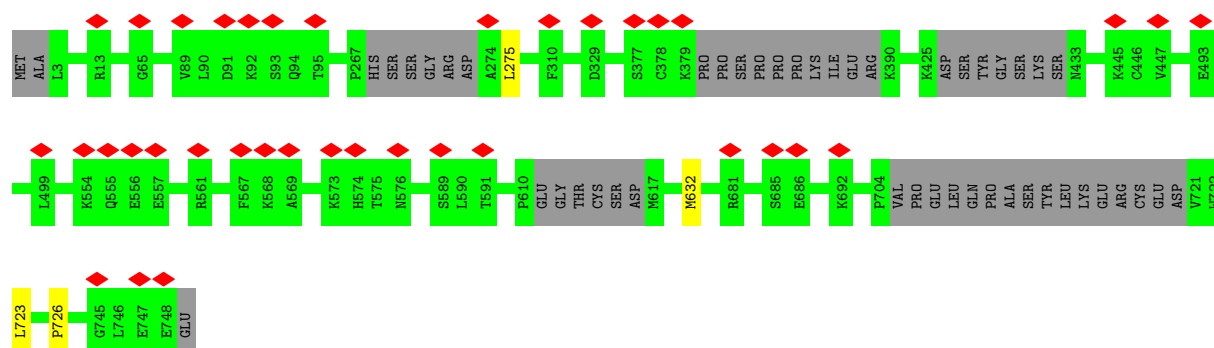 MET ALA L3 R13 G65 V89 L90 D91 K92 S93 Q94 T95 P267 HIS SER SER GLY ARG ASP A274 L275 F310 D329 S377 C378 K379 PRO PRO SER PRO PRO PRO LYS ILE GLU ARG K390 K425 ASP SER TYR GLY SER LYS SER N433 K445 C446 V447 E493
L499 K554 Q555 E556 E557 R561 F567 K568 A569 K573 H574 T575 N576 S589 L590 T591 P610 GLU GLY THR CYS SER ASP M617 M632 R681 S685 E686 K692 P704 VAL PRO GLU LEU GLN PRO ALA SER TYR LEU LYS GLU ARG CYS GLU ASP V721
L723 P726 G745 L746 E747 E748 GLU